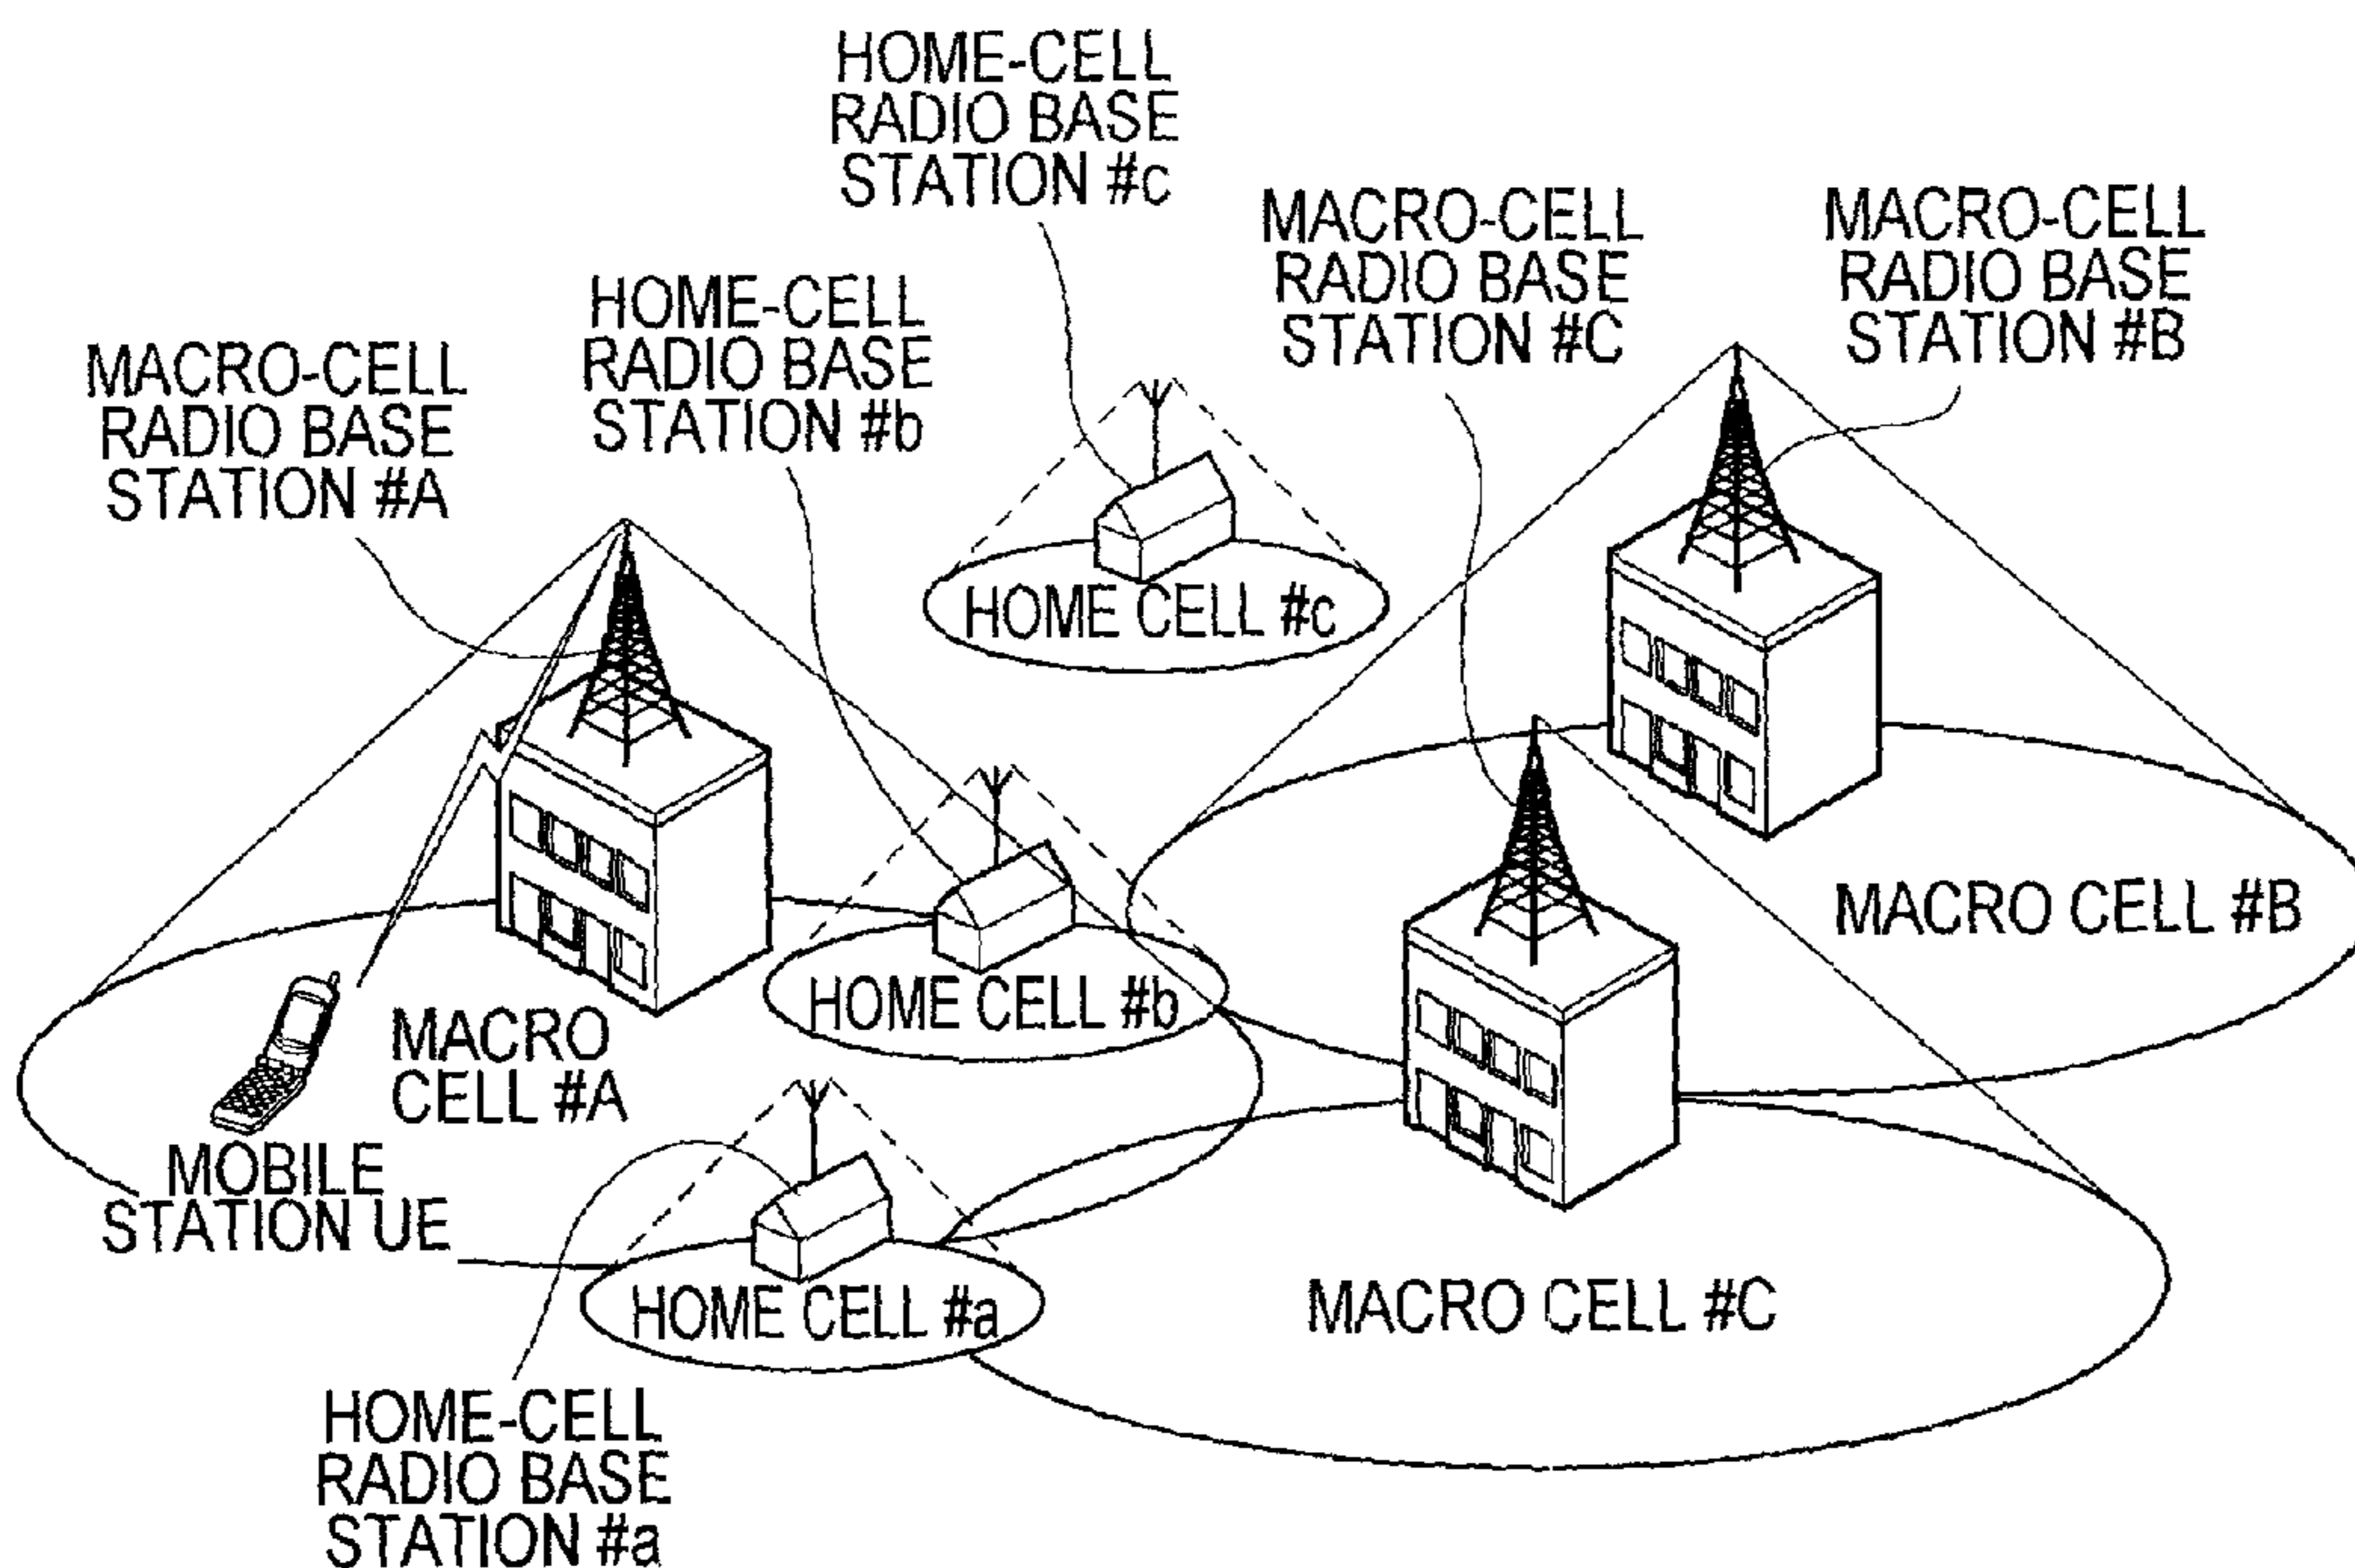 HOME-CELL
RADIO BASE
STATION #c
MACRO-CELL
RADIO BASE
STATION #C
MACRO-CELL
RADIO BASE
STATION #B
HOME-CELL
RADIO BASE
STATION #b
MACRO-CELL
RADIO BASE
STATION #A
HOME CELL #c
MACRO CELL #B
HOME CELL #b
MACRO
CELL #A
MOBILE
STATION UE
HOME CELL #a
MACRO CELL #C
HOME-CELL
RADIO BASE
STATION #a